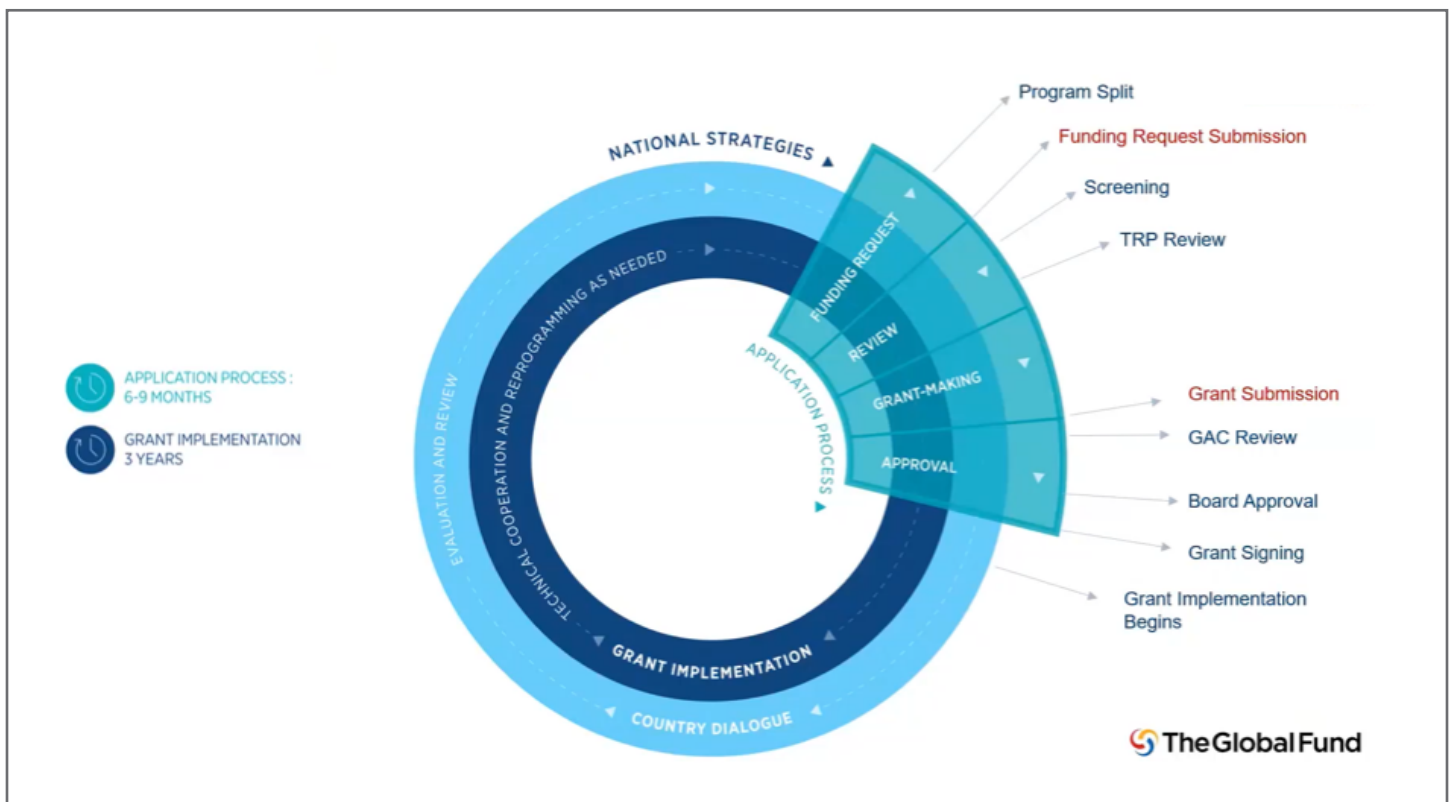 Program Split
Funding Request Submission
Screening
TRP Review
NATIONAL STRATEGIES
FUNDING REQUEST
REVIEW
GRANT-MAKING
APPROVAL
APPLICATION PROCESS
EVALUATION AND REVIEW
TECHNICAL COOPERATION AND REPROGRAMMING AS NEEDED
APPLICATION PROCESS :
6-9 MONTHS
GRANT IMPLEMENTATION
3 YEARS
Grant Submission
GAC Review
Board Approval
Grant Signing
Grant Implementation
Begins
GRANT IMPLEMENTATION
COUNTRY DIALOGUE
The Global Fund